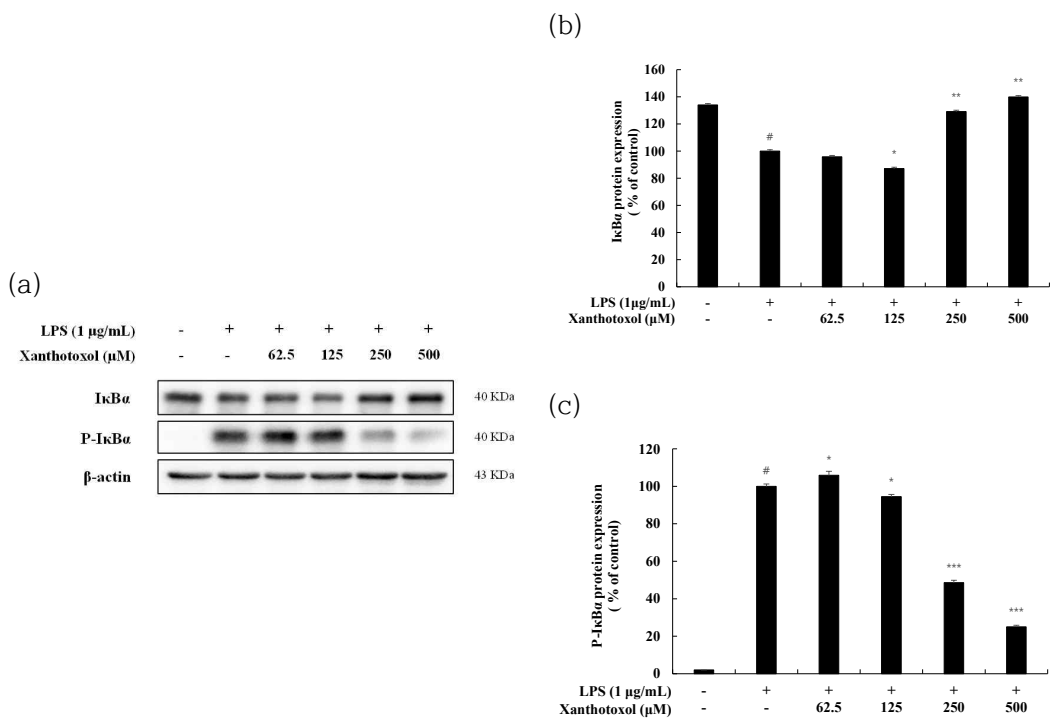 (a)
LPS (1 μg/mL) - + + + + +
Xanthotoxol (μM) - - 62.5 125 250 500
IκBα 40 KDa
P-IκBα 40 KDa
β-actin 43 KDa
(b)
IκBα protein expression
( % of control)
160
140
120
100
80
60
40
20
0
#
*
**
**
LPS (1μg/mL) - + + + + +
Xanthotoxol (μM) - - 62.5 125 250 500
(c)
P-IκBα protein expression
( % of control)
120
100
80
60
40
20
0
#
*
*
***
***
LPS (1 μg/mL) - + + + + +
Xanthotoxol (μM) - - 62.5 125 250 500